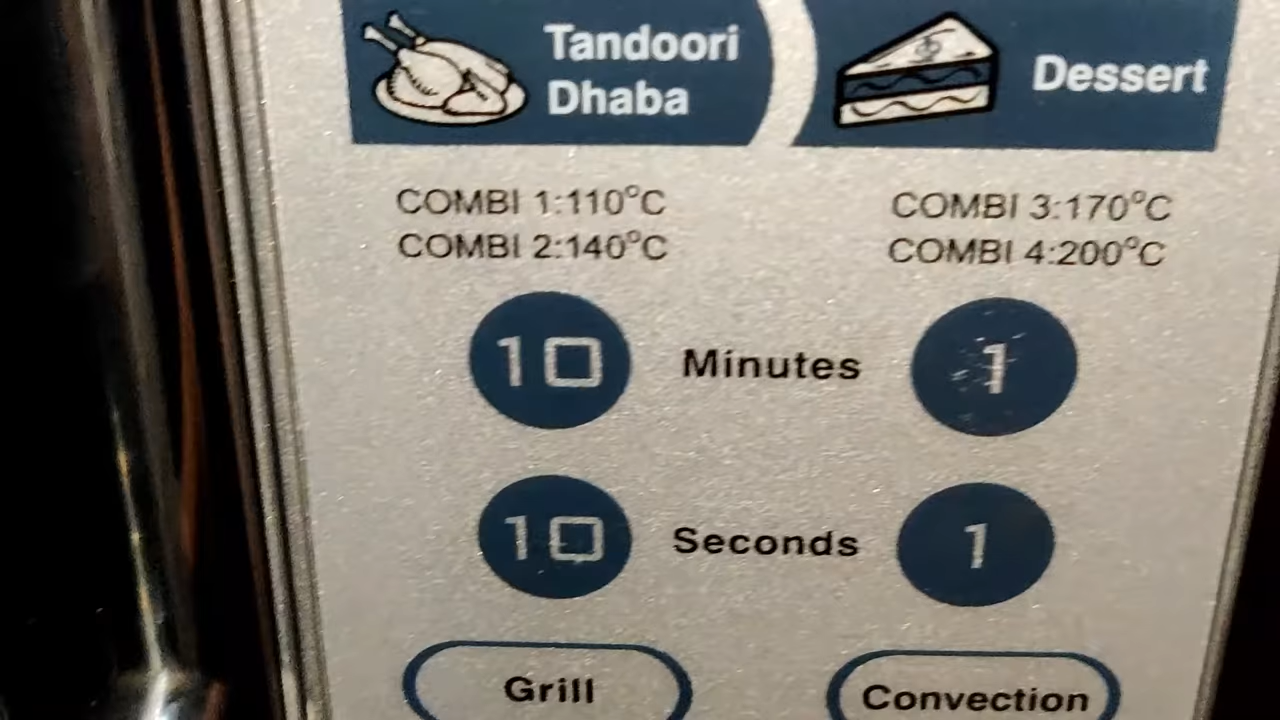 Tandoori
Dhaba
Dessert
COMBI 1:110°C
COMBI 2:140°C
COMBI 3:170°C
COMBI 4:200°C
10 Minutes 1
10 Seconds 1
Grill
Convection